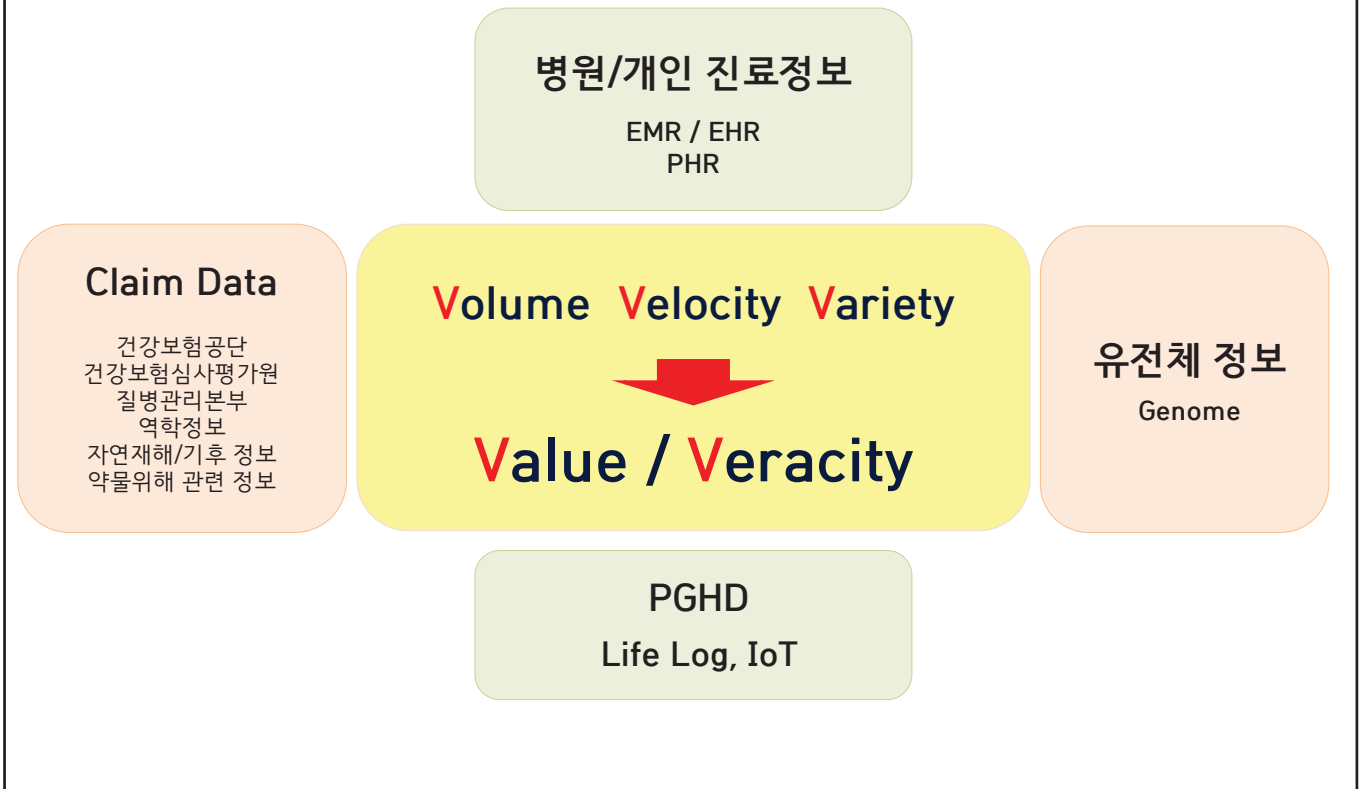 병원/개인 진료정보
EMR / EHR
PHR
Claim Data
건강보험공단
건강보험심사평가원
질병관리본부
역학정보
자연재해/기후 정보
약물위해 관련 정보
Volume Velocity Variety
Value / Veracity
유전체 정보
Genome
PGHD
Life Log, IoT